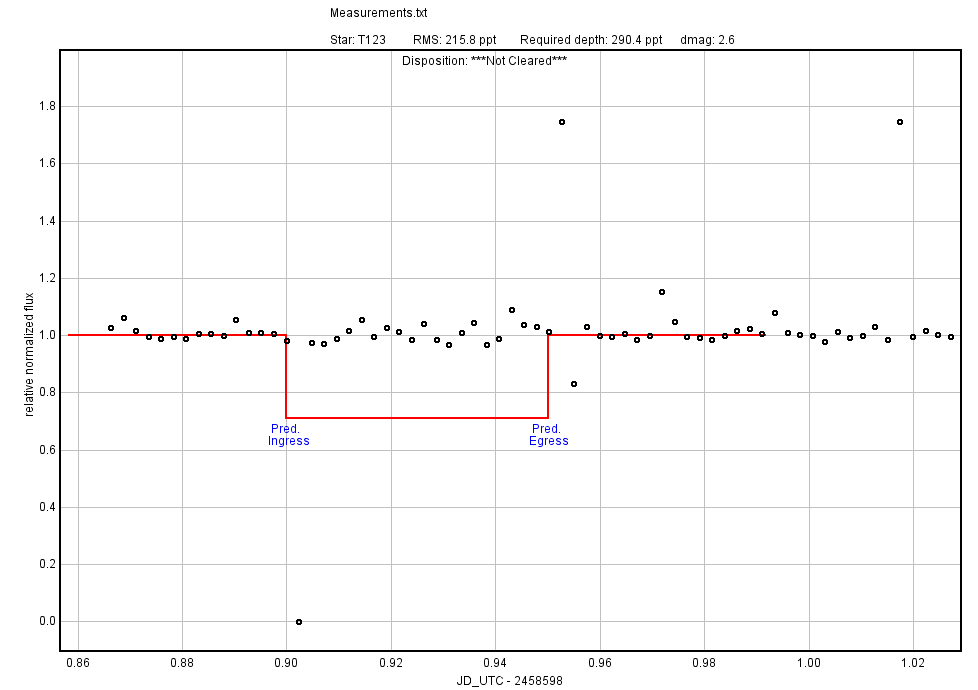 Measurements.txt
Star: T123 RMS: 215.8 ppt Required depth: 290.4 ppt dmag: 2.6
Disposition: ***Not Cleared***
relative normalized flux
1.8
1.6
1.4
1.2
1.0
0.8
0.6
0.4
0.2
0.0
Pred.
Ingress
Pred.
Egress
0.86 0.88 0.90 0.92 0.94 0.96 0.98 1.00 1.02
JD_UTC - 2458598